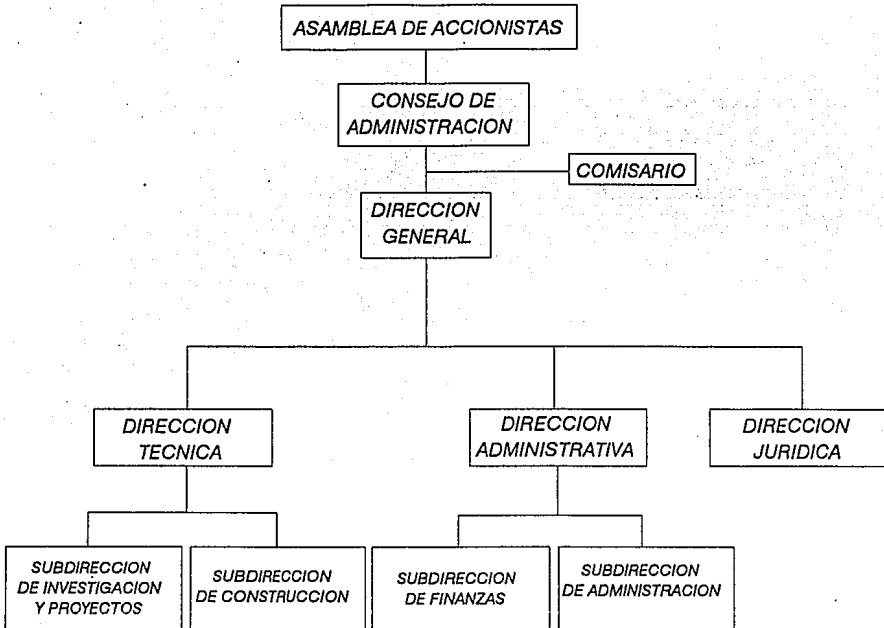 ASAMBLEA DE ACCIONISTAS
CONSEJO DE
ADMINISTRACION
COMISARIO
DIRECCION
GENERAL
DIRECCION
TECNICA
DIRECCION
ADMINISTRATIVA
DIRECCION
JURIDICA
SUBDIRECCION
DE INVESTIGACION
Y PROYECTOS
SUBDIRECCION
DE CONSTRUCCION
SUBDIRECCION
DE FINANZAS
SUBDIRECCION
DE ADMINISTRACION